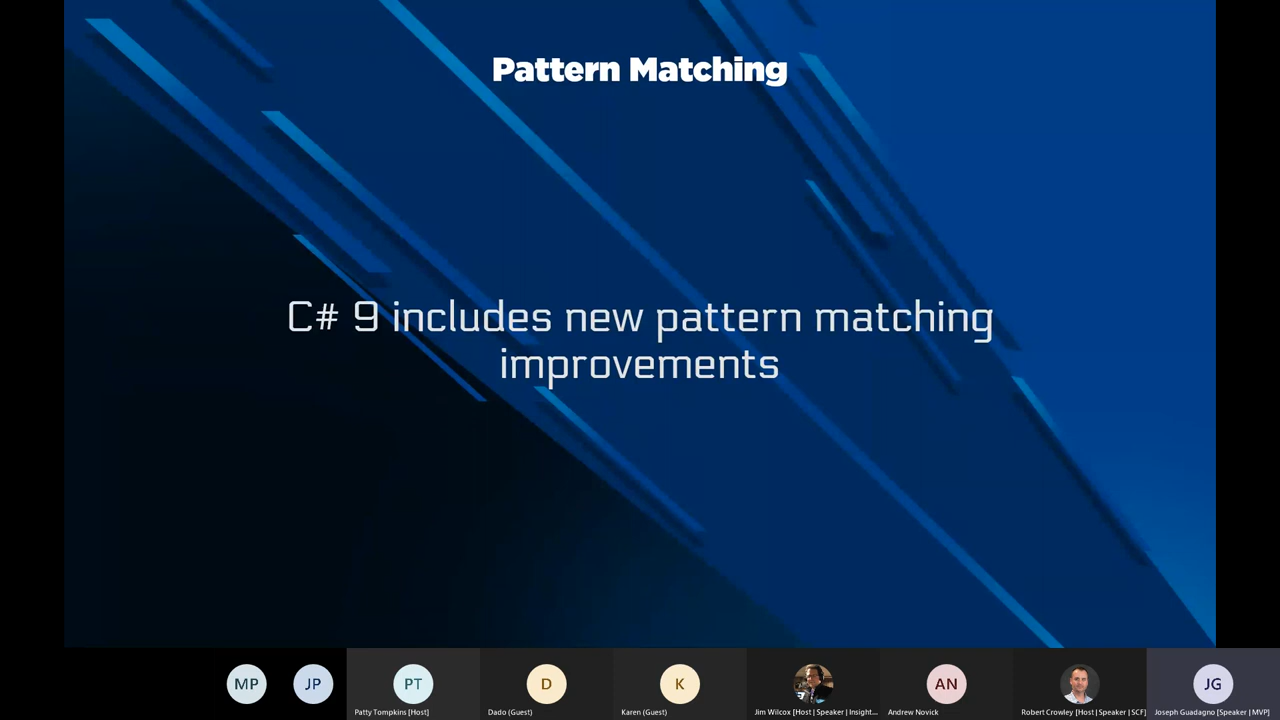 Pattern Matching
C# 9 includes new pattern matching
improvements
MP
JP
PT
D
K
AN
JG
Patty Tompkins [Host]
Dado (Guest)
Karen (Guest)
Jim Wilcox [Host | Speaker | Insight...
Andrew Novick
Robert Crowley [Host | Speaker | SCF]
Joseph Guadagno [Speaker | MVP]